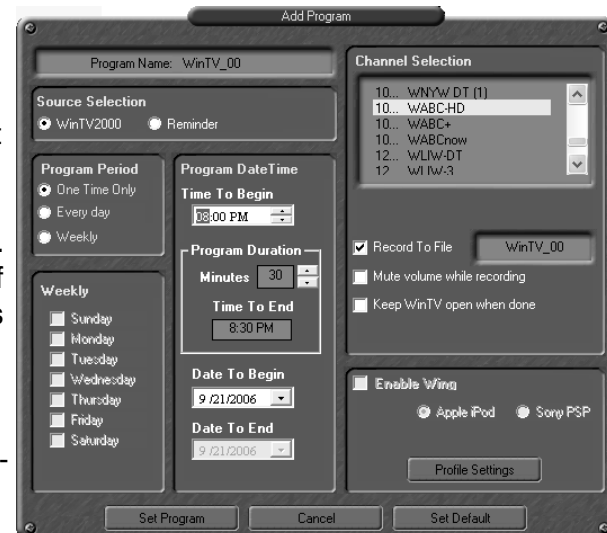 Add Program
Program Name: WinTV_00
Source Selection
WinTV2000 Reminder
Program Period
One Time Only
Every day
Weekly
Weekly
Sunday
Monday
Tuesday
Wednesday
Thursday
Friday
Saturday
Program DateTime
Time To Begin
08:00 PM
Program Duration
Minutes 30
Time To End
8:30 PM
Date To Begin
9 /21/2006
Date To End
9 /21/2006
Channel Selection
10... WNYW DT (1)
10... WABC-HD
10... WABC+
10... WABCnow
12... WLIW-DT
12 WLIW-3
Record To File WinTV_00
Mute volume while recording
Keep WinTV open when done
Enable Wing
Apple iPod Sony PSP
Profile Settings
Set Program Cancel Set Default